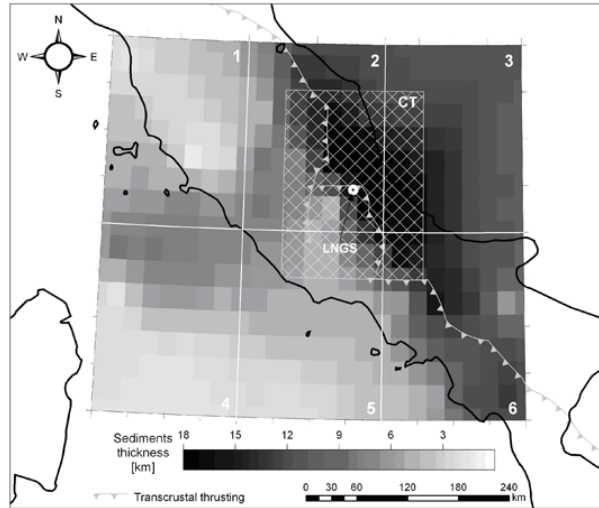 N
W E
S
1 2 3
CT
LNGS
4 5 6
Sediments
thickness
[km]
18 15 12 9 6 3
Transcrustal thrusting
0 30 60 120 180 240
km